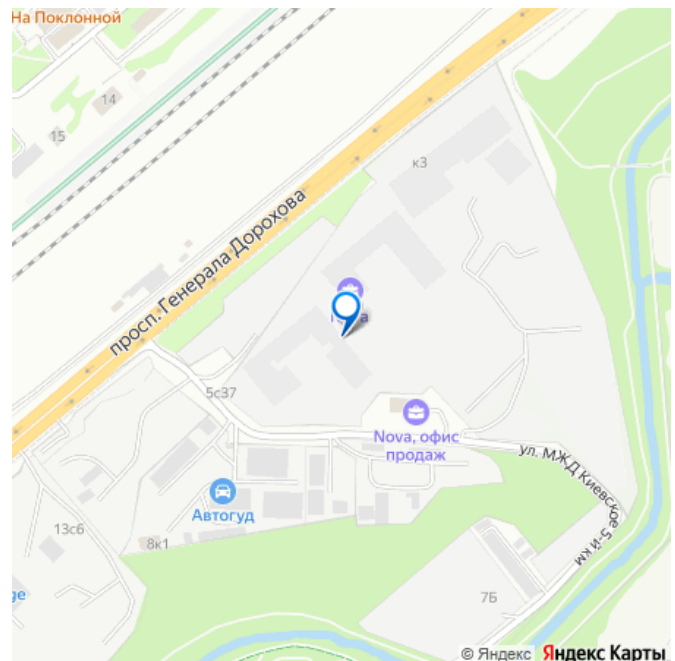 На Поклонной
14
15
к3
просп. Генерала Дорохова
5с37
Nova, офис
продаж
ул. МЖД Киевское 5-й км
Автогуд
13с6
8к1
7Б
ge
© Яндекс Яндекс Карты